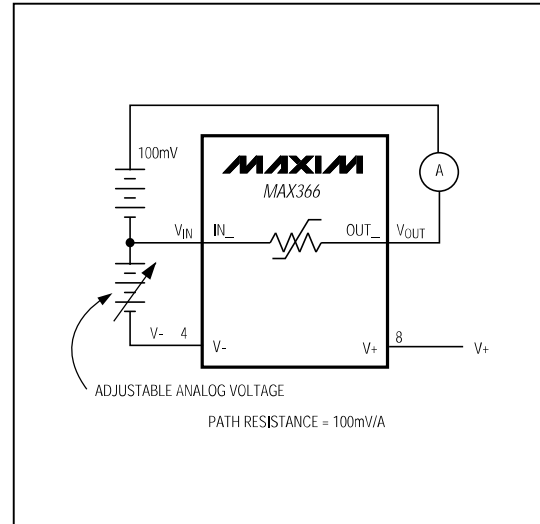 100mV
MAXIM
MAX366
A
VIN IN_ OUT_ VOUT
V- 4 8
V- V+ V+
ADJUSTABLE ANALOG VOLTAGE
PATH RESISTANCE = 100mV/A